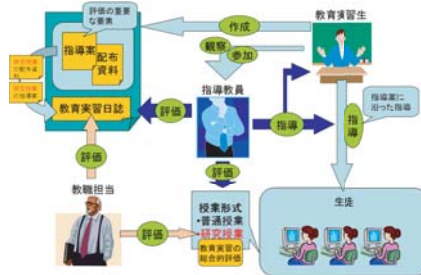 評価の重要
な要素
作成
教育実習生
指導案
配布
資料
観察
参加
教育実習日誌
指導教員
評価
指導
指導
指導案に
沿った指導
評価
評価
教職担当
評価
授業形式
・普通授業
・研究授業
教育実習の
総合的評価
生徒